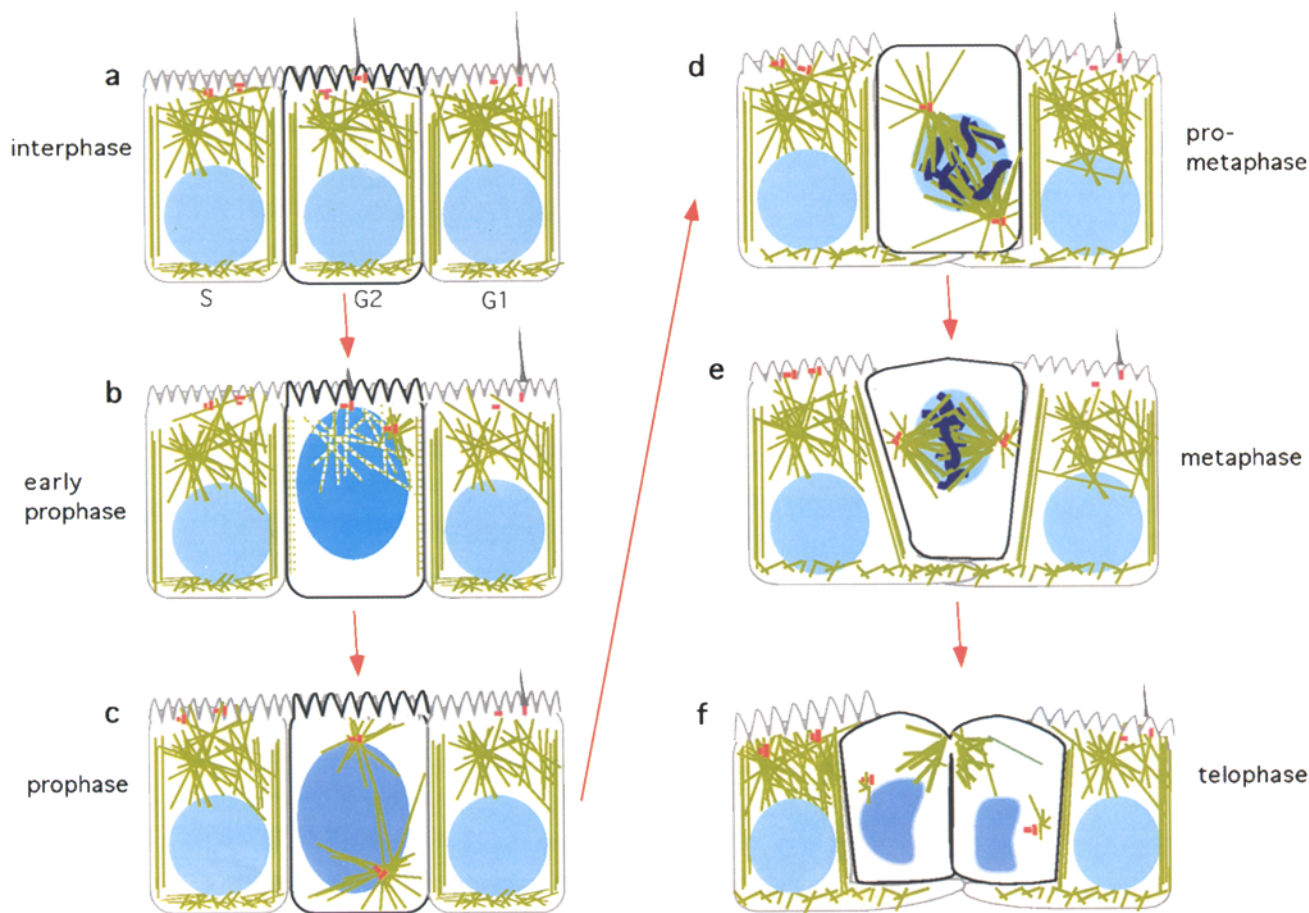 a
interphase
S
G2
G1
b
early
prophase
c
prophase
d
pro-
metaphase
e
metaphase
f
telophase